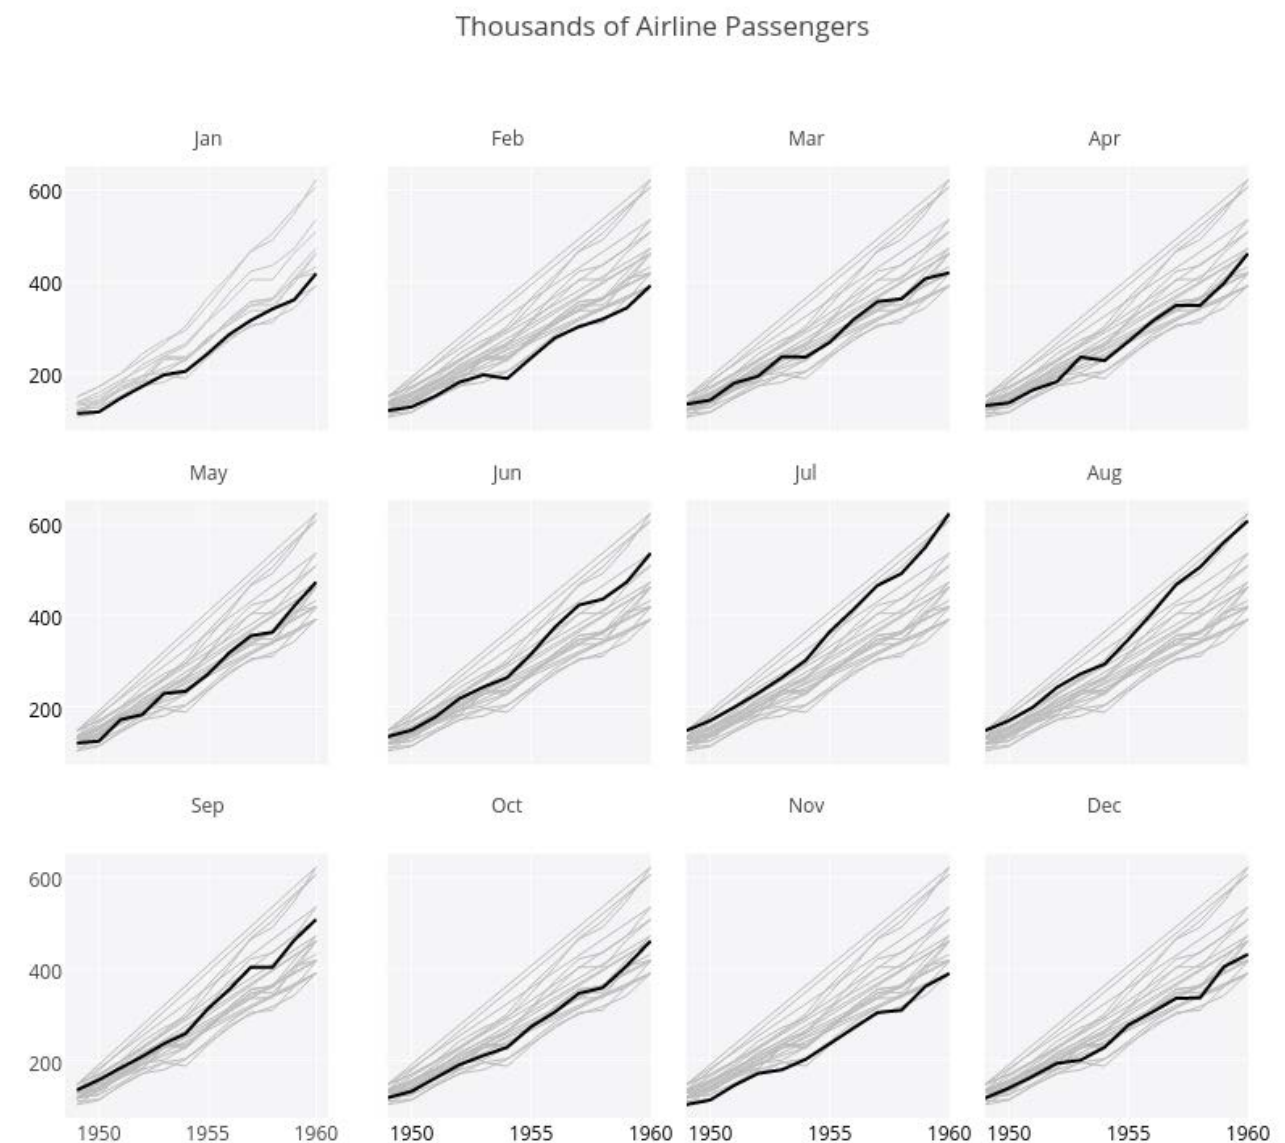 Thousands of Airline Passengers
Jan Feb Mar Apr
600
400
200
May Jun Jul Aug
600
400
200
Sep Oct Nov Dec
600
400
200
1950 1955 1960 1950 1955 1960 1950 1955 1960 1950 1955 1960